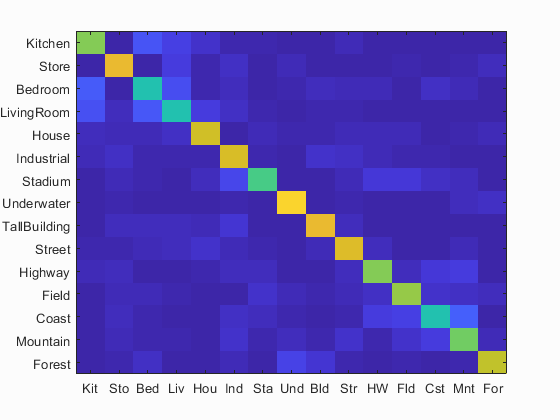 Kitchen
Store
Bedroom
LivingRoom
House
Industrial
Stadium
Underwater
TallBuilding
Street
Highway
Field
Coast
Mountain
Forest
Kit Sto Bed Liv Hou Ind Sta Und Bld Str HW Fld Cst Mnt For